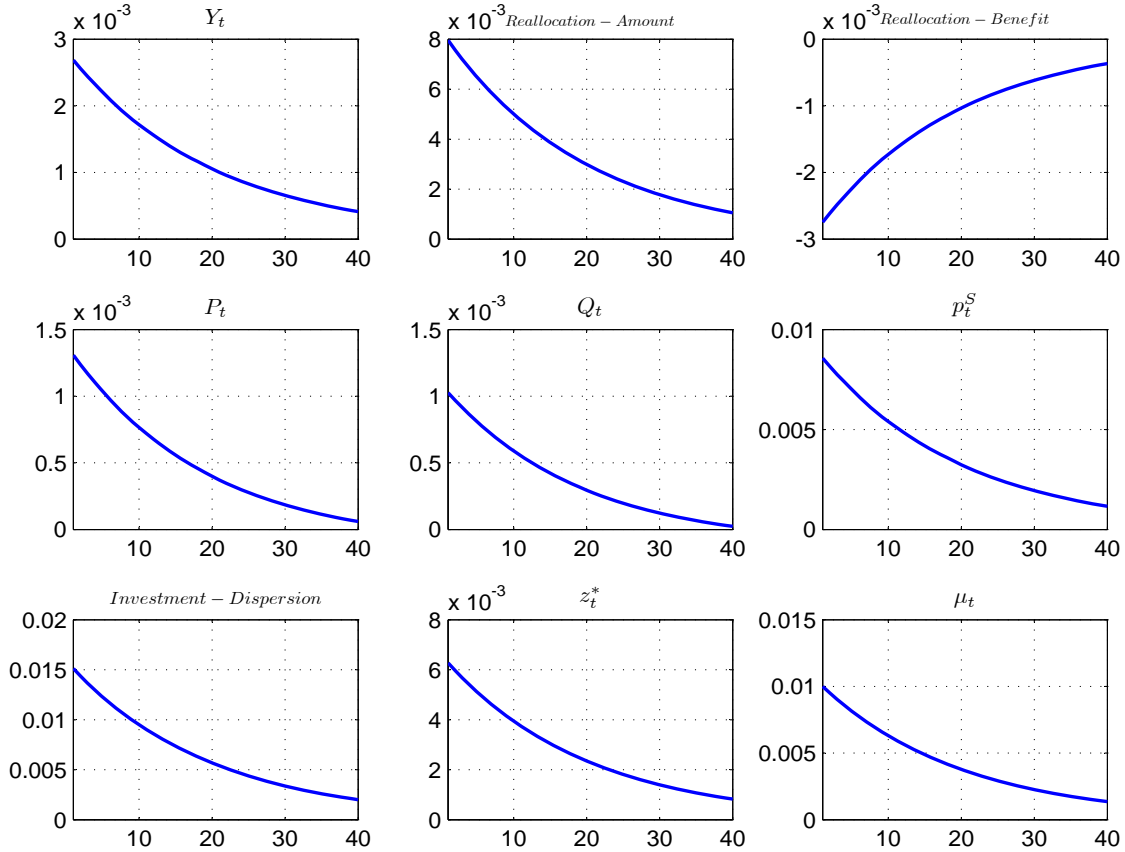 x 10^-3 Y_t
3
2
1
0
10 20 30 40
Reallocation − Amount
8 x 10^-3
6
4
2
0
10 20 30 40
x 10^-3 Reallocation − Benefit
0
-1
-2
-3
10 20 30 40
x 10^-3 P_t
1.5
1
0.5
0
10 20 30 40
x 10^-3 Q_t
1.5
1
0.5
0
10 20 30 40
p_t^S
0.01
0.005
0
10 20 30 40
Investment − Dispersion
0.02
0.015
0.01
0.005
0
10 20 30 40
x 10^-3 z_t^*
8
6
4
2
0
10 20 30 40
μ_t
0.015
0.01
0.005
0
10 20 30 40